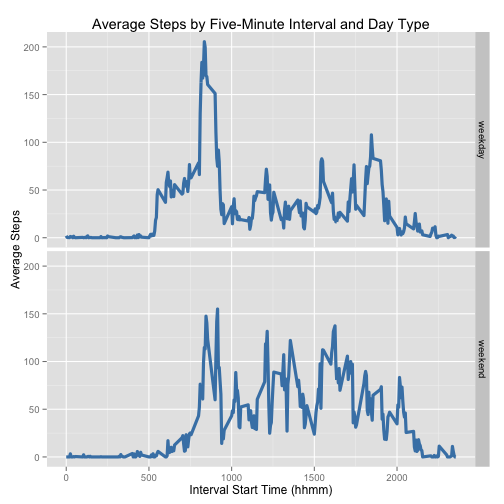 Average Steps by Five-Minute Interval and Day Type
Average Steps
200
150
100
50
0
weekday
200
150
100
50
0
weekend
0 500 1000 1500 2000
Interval Start Time (hhmm)